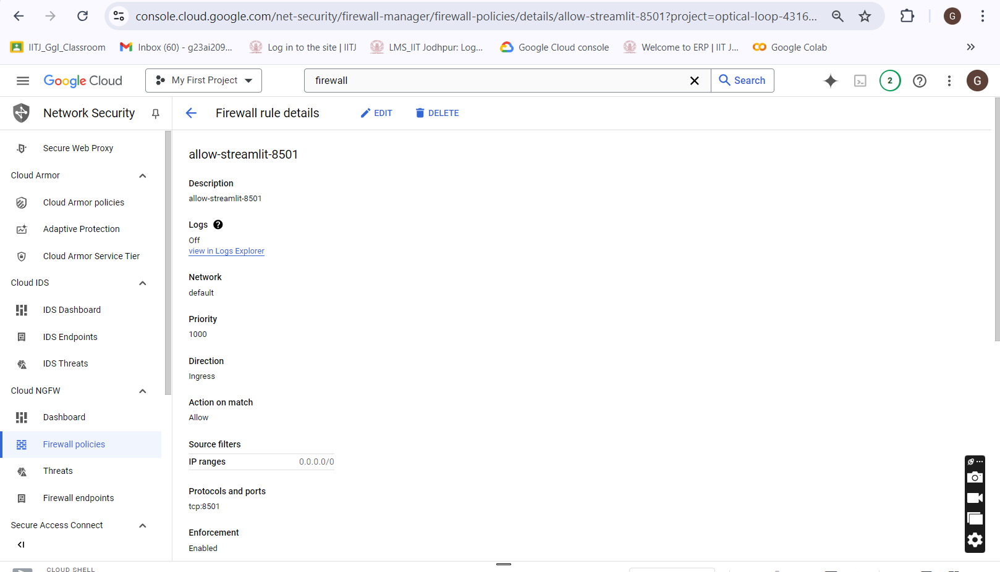 console.cloud.google.com/net-security/firewall-manager/firewall-policies/details/allow-streamlit-8501?project=optical-loop-4316...
G
IITJ_Ggl_Classroom
Inbox (60) - g23ai209...
Log in to the site | IITJ
LMS_IIT Jodhpur: Log...
Google Cloud console
Welcome to ERP | IIT J...
Google Colab
Google Cloud
My First Project
firewall
Search
2
G
Network Security
Firewall rule details
EDIT
DELETE
Secure Web Proxy
Cloud Armor
Cloud Armor policies
Adaptive Protection
Cloud Armor Service Tier
Cloud IDS
IDS Dashboard
IDS Endpoints
IDS Threats
Cloud NGFW
Dashboard
Firewall policies
Threats
Firewall endpoints
Secure Access Connect
allow-streamlit-8501
Description
allow-streamlit-8501
Logs
Off
view in Logs Explorer
Network
default
Priority
1000
Direction
Ingress
Action on match
Allow
Source filters
IP ranges 0.0.0.0/0
Protocols and ports
tcp:8501
Enforcement
Enabled
CLOUD SHELL